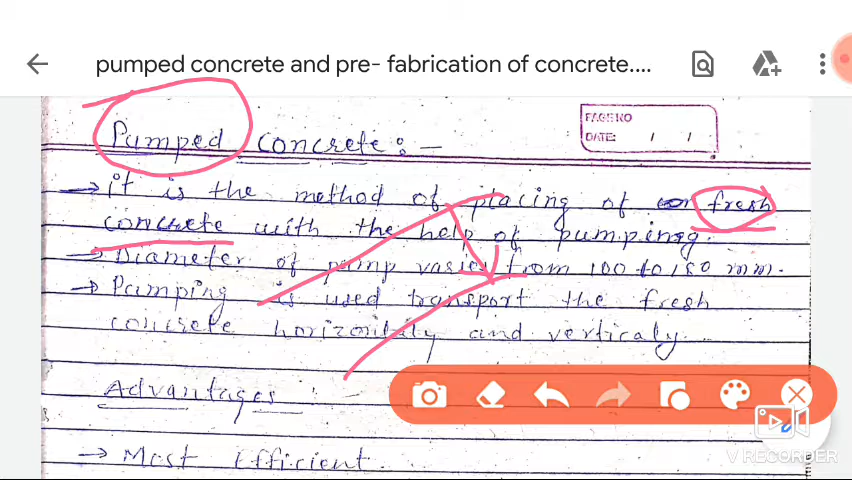 pumped concrete and pre- fabrication of concrete....
PAGE NO
DATE: / /
Pumped concrete:-
→ it is the method of placing of fresh
concrete with the help of pumping.
→ Diameter of pump varies from 100 to 150 mm.
→ Pumping is used transport the fresh
concrete horizontaly and verticaly.
Advantages :-
→ Most Efficient.
V RECORDER